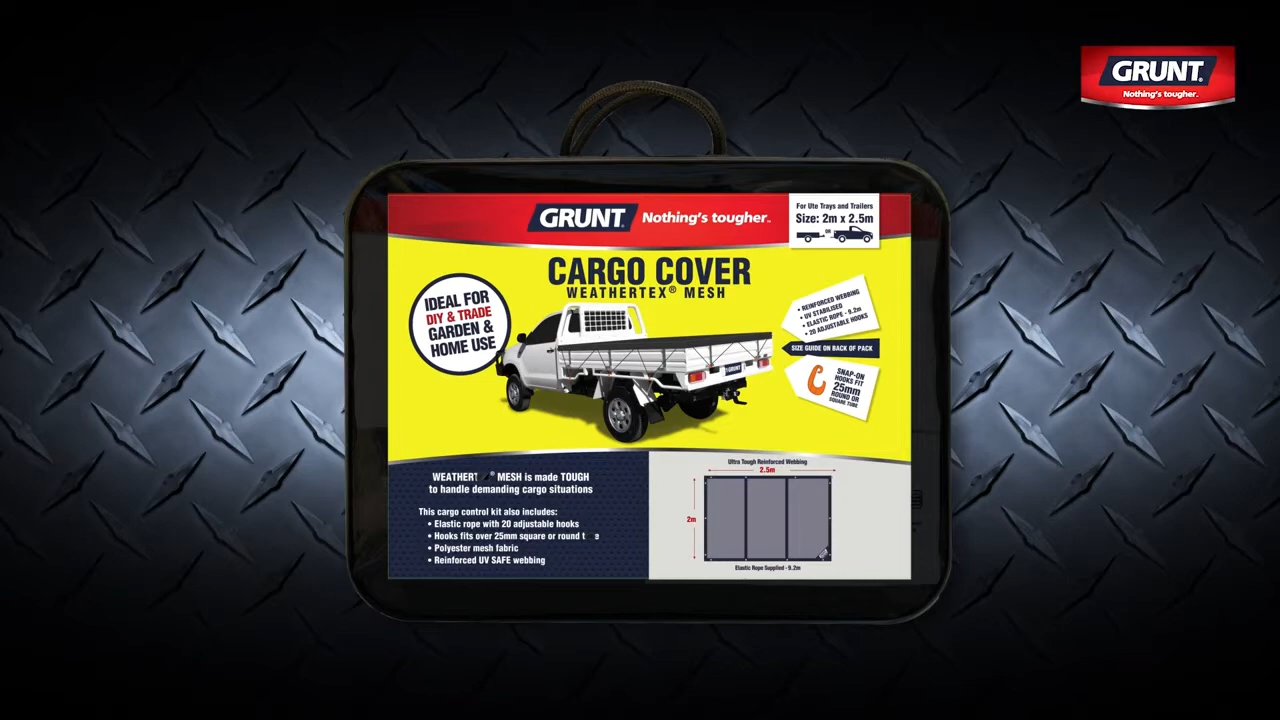 GRUNT
Nothing's tougher.
GRUNT Nothing's tougher.
For Ute Trays and Trailers
Size: 2m x 2.5m
OR
CARGO COVER
WEATHERTEX® MESH
IDEAL FOR
DIY & TRADE
GARDEN &
HOME USE
• REINFORCED WEBBING
• UV STABILISED
• ELASTIC ROPE - 9.2m
• 20 ADJUSTABLE HOOKS
SIZE GUIDE ON BACK OF PACK
SNAP-ON
HOOKS FIT
25mm
ROUND OR
SQUARE TUBE
GRUNT
WEATHERT ® MESH is made TOUGH
to handle demanding cargo situations
This cargo control kit also includes:
• Elastic rope with 20 adjustable hooks
• Hooks fits over 25mm square or round
• Polyester mesh fabric
• Reinforced UV SAFE webbing
Ultra Tough Reinforced Webbing
2.5m
2m
Elastic Rope Supplied - 9.2m